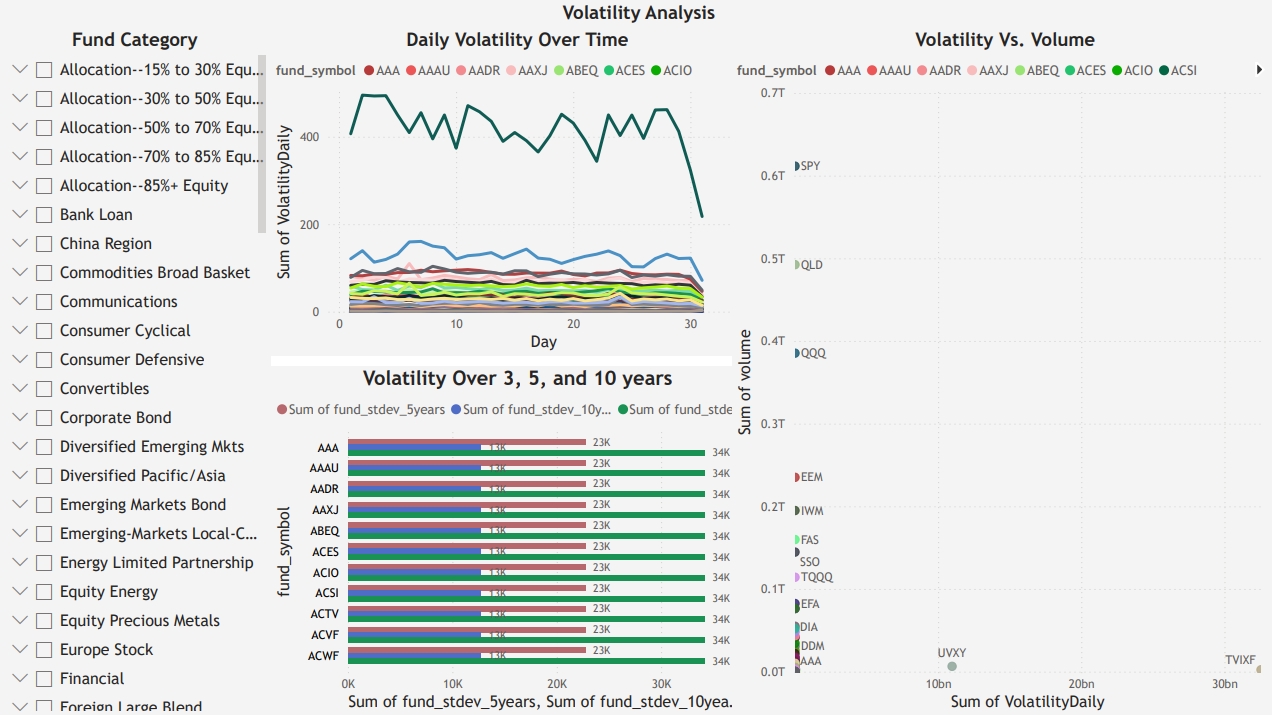 Volatility Analysis
Fund Category
Allocation--15% to 30% Equ...
Allocation--30% to 50% Equ...
Allocation--50% to 70% Equ...
Allocation--70% to 85% Equ...
Allocation--85%+ Equity
Bank Loan
China Region
Commodities Broad Basket
Communications
Consumer Cyclical
Consumer Defensive
Convertibles
Corporate Bond
Diversified Emerging Mkts
Diversified Pacific/Asia
Emerging Markets Bond
Emerging-Markets Local-C...
Energy Limited Partnership
Equity Energy
Equity Precious Metals
Europe Stock
Financial
Foreign Large Blend
Daily Volatility Over Time
fund_symbol AAA AAAU AADR AAXJ ABEQ ACES ACIO
Sum of VolatilityDaily
400
200
0
0 10 20 30
Day
Volatility Over 3, 5, and 10 years
Sum of fund_stdev_5years Sum of fund_stdev_10y... Sum of fund_stde
fund_symbol
AAA 23K 13K 34K
AAAU 23K 13K 34K
AADR 23K 13K 34K
AAXJ 23K 13K 34K
ABEQ 23K 13K 34K
ACES 23K 13K 34K
ACIO 23K 13K 34K
ACSI 23K 13K 34K
ACTV 23K 13K 34K
ACVF 23K 13K 34K
ACWF 23K 13K 34K
0K 10K 20K 30K
Sum of fund_stdev_5years, Sum of fund_stdev_10yea.
Volatility Vs. Volume
fund_symbol AAA AAAU AADR AAXJ ABEQ ACES ACIO ACSI
Sum of volume
0.7T
0.6T
0.5T
0.4T
0.3T
0.2T
0.1T
0.0T
SPY
QLD
QQQ
EEM
IWM
FAS
SSO
TQQQ
EFA
DIA
DDM
AAA
UVXY
TVIXF
10bn 20bn 30bn
Sum of VolatilityDaily